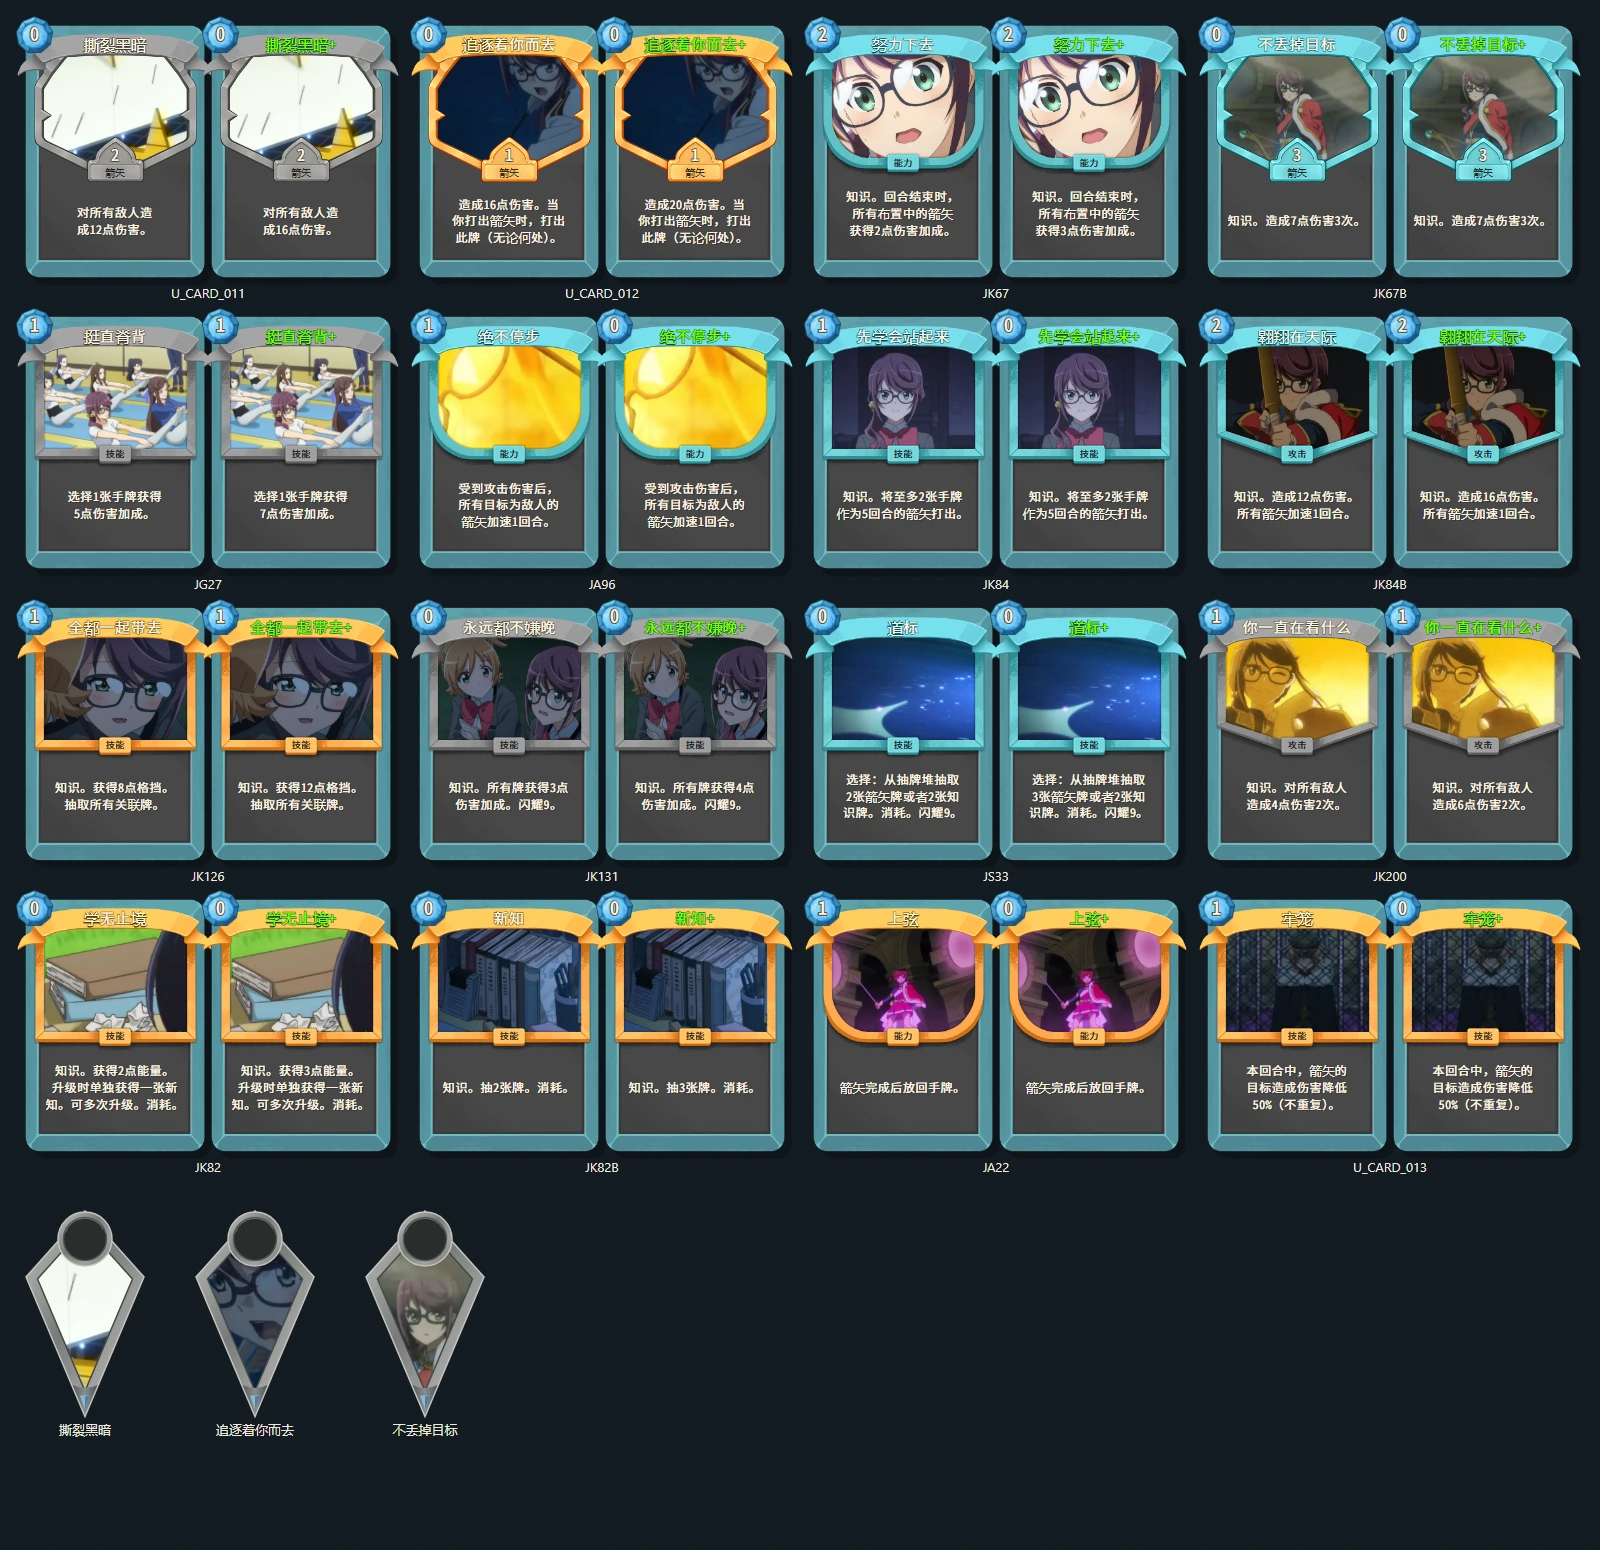 0
撕裂黑暗
2
箭矢
对所有敌人造
成12点伤害。
0
撕裂黑暗+
2
箭矢
对所有敌人造
成16点伤害。
U_CARD_011
0
追逐着你而去
1
箭矢
造成16点伤害。当
你打出箭矢时，打出
此牌（无论何处）。
0
追逐着你而去+
1
箭矢
造成20点伤害。当
你打出箭矢时，打出
此牌（无论何处）。
U_CARD_012
2
努力下去
能力
知识。回合结束时，
所有布置中的箭矢
获得2点伤害加成。
2
努力下去+
能力
知识。回合结束时，
所有布置中的箭矢
获得3点伤害加成。
JK67
0
不丢掉目标
3
箭矢
知识。造成7点伤害3次。
0
不丢掉目标+
3
箭矢
知识。造成7点伤害3次。
JK67B
1
挺直脊背
技能
选择1张手牌获得
5点伤害加成。
1
挺直脊背+
技能
选择1张手牌获得
7点伤害加成。
JG27
1
绝不停步
能力
受到攻击伤害后，
所有目标为敌人的
箭矢加速1回合。
0
绝不停步+
能力
受到攻击伤害后，
所有目标为敌人的
箭矢加速1回合。
JA96
1
先学会站起来
技能
知识。将至多2张手牌
作为5回合的箭矢打出。
0
先学会站起来+
技能
知识。将至多2张手牌
作为5回合的箭矢打出。
JK84
2
翱翔在天际
攻击
知识。造成12点伤害。
所有箭矢加速1回合。
2
翱翔在天际+
攻击
知识。造成16点伤害。
所有箭矢加速1回合。
JK84B
1
全都一起带去
技能
知识。获得8点格挡。
抽取所有关联牌。
1
全都一起带去+
技能
知识。获得12点格挡。
抽取所有关联牌。
JK126
0
永远都不嫌晚
技能
知识。所有牌获得3点
伤害加成。闪耀9。
0
永远都不嫌晚+
技能
知识。所有牌获得4点
伤害加成。闪耀9。
JK131
0
道标
技能
选择：从抽牌堆抽取
2张箭矢牌或者2张知
识牌。消耗。闪耀9。
0
道标+
技能
选择：从抽牌堆抽取
3张箭矢牌或者2张知
识牌。消耗。闪耀9。
JS33
1
你一直在看什么
攻击
知识。对所有敌人
造成4点伤害2次。
1
你一直在看什么+
攻击
知识。对所有敌人
造成6点伤害2次。
JK200
0
学无止境
技能
知识。获得2点能量。
升级时单独获得一张新
知。可多次升级。消耗。
0
学无止境+
技能
知识。获得3点能量。
升级时单独获得一张新
知。可多次升级。消耗。
JK82
0
新知
技能
知识。抽2张牌。消耗。
0
新知+
技能
知识。抽3张牌。消耗。
JK82B
1
上弦
能力
箭矢完成后放回手牌。
0
上弦+
能力
箭矢完成后放回手牌。
JA22
1
牢笼
技能
本回合中，箭矢的
目标造成伤害降低
50%（不重复）。
0
牢笼+
技能
本回合中，箭矢的
目标造成伤害降低
50%（不重复）。
U_CARD_013
撕裂黑暗
追逐着你而去
不丢掉目标